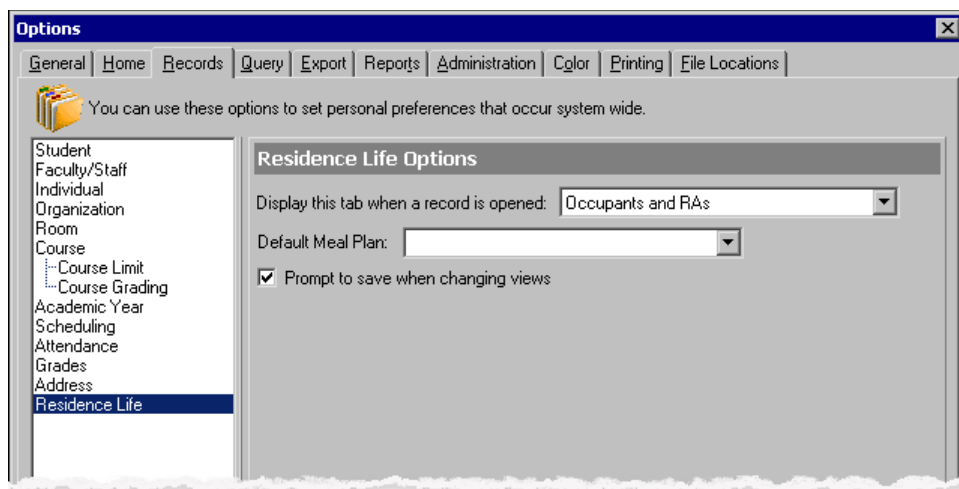 Options
General Home Records Query Export Reports Administration Color Printing File Locations
You can use these options to set personal preferences that occur system wide.
Student
Faculty/Staff
Individual
Organization
Room
Course
Course Limit
Course Grading
Academic Year
Scheduling
Attendance
Grades
Address
Residence Life
Residence Life Options
Display this tab when a record is opened: Occupants and RAs
Default Meal Plan:
Prompt to save when changing views